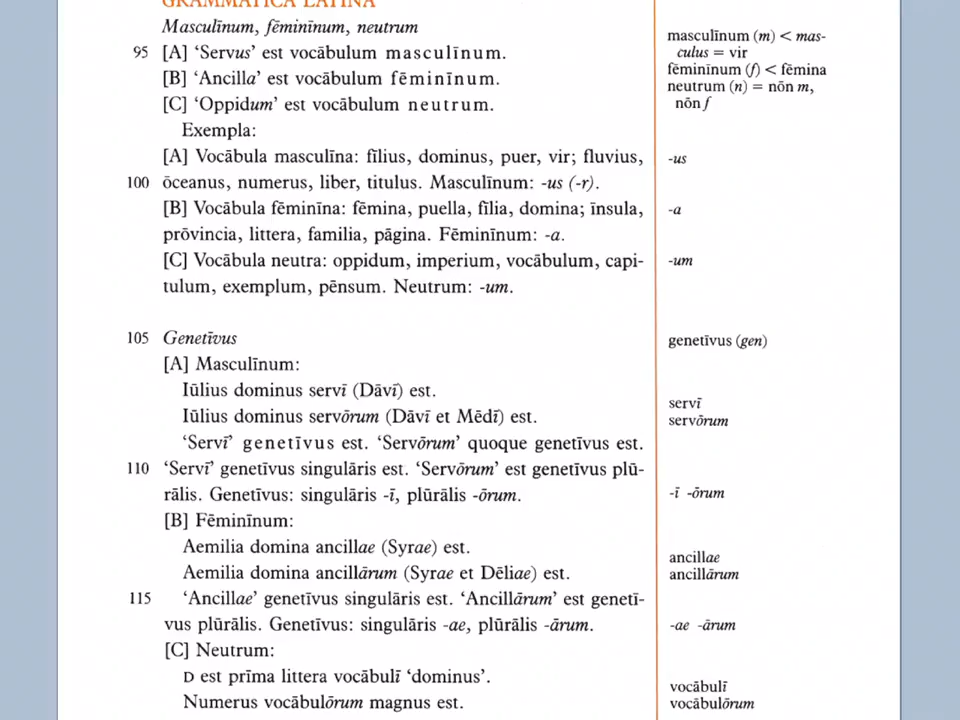 GRAMMATICA LATINA
Masculīnum, fēminīnum, neutrum
95 [A] ‘Servus’ est vocābulum masculīnum.
[B] ‘Ancilla’ est vocābulum fēminīnum.
[C] ‘Oppidum’ est vocābulum neutrum.
Exempla:
[A] Vocābula masculīna: fīlius, dominus, puer, vir; fluvius,
100 ōceanus, numerus, liber, titulus. Masculīnum: -us (-r).
[B] Vocābula fēminīna: fēmina, puella, fīlia, domina; īnsula,
prōvincia, littera, familia, pāgina. Fēminīnum: -a.
[C] Vocābula neutra: oppidum, imperium, vocābulum, capi-
tulum, exemplum, pēnsum. Neutrum: -um.
105 Genetīvus
[A] Masculīnum:
Iūlius dominus servī (Dāvī) est.
Iūlius dominus servōrum (Dāvī et Mēdī) est.
‘Servī’ genetīvus est. ‘Servōrum’ quoque genetīvus est.
110 ‘Servī’ genetīvus singulāris est. ‘Servōrum’ est genetīvus plū-
rālis. Genetīvus: singulāris -ī, plūrālis -ōrum.
[B] Fēminīnum:
Aemilia domina ancillae (Syrae) est.
Aemilia domina ancillārum (Syrae et Dēliae) est.
115 ‘Ancillae’ genetīvus singulāris est. ‘Ancillārum’ est genetī-
vus plūrālis. Genetīvus: singulāris -ae, plūrālis -ārum.
[C] Neutrum:
D est prīma littera vocābulī ‘dominus’.
Numerus vocābulōrum magnus est.
masculīnum (m) < mas-
culus = vir
fēminīnum (f) < fēmina
neutrum (n) = nōn m,
nōn f
-us
-a
-um
genetīvus (gen)
servī
servōrum
-ī -ōrum
ancillae
ancillārum
-ae -ārum
vocābulī
vocābulōrum